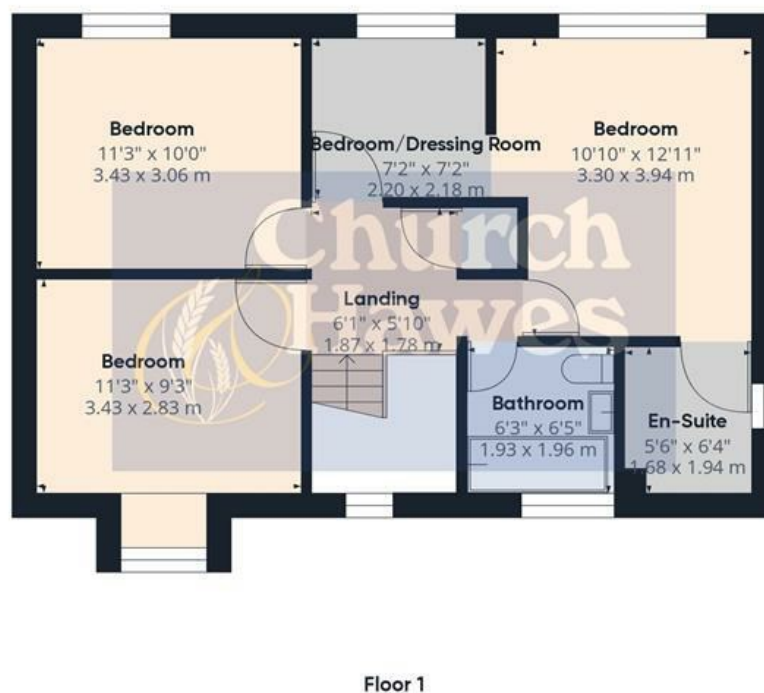 Bedroom
11'3" x 10'0"
3.43 x 3.06 m
Bedroom/Dressing Room
7'2" x 7'2"
2.20 x 2.18 m
Bedroom
10'10" x 12'11"
3.30 x 3.94 m
Church
& Hawes
Landing
6'1" x 5'10"
1.87 x 1.78 m
Bedroom
11'3" x 9'3"
3.43 x 2.83 m
Bathroom
6'3" x 6'5"
1.93 x 1.96 m
En-Suite
5'6" x 6'4"
1.68 x 1.94 m
Floor 1